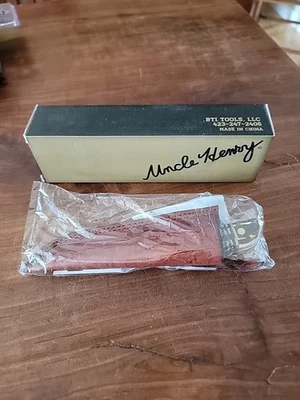 BTI TOOLS, LLC
423-247-2406
MADE IN CHINA
Uncle Henry